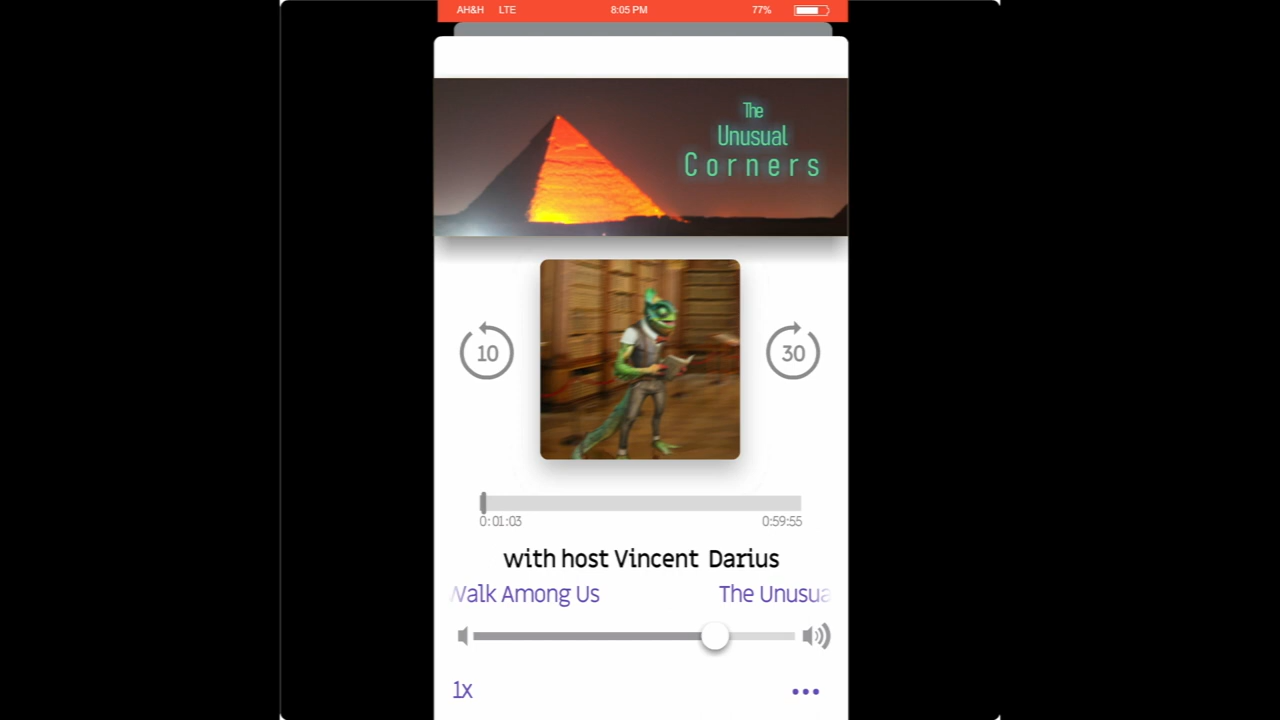 AH&H LTE 8:05 PM 77%
The
Unusual
Corners
10
30
0:01:03 0:59:55
with host Vincent Darius
Walk Among Us The Unusua
1x